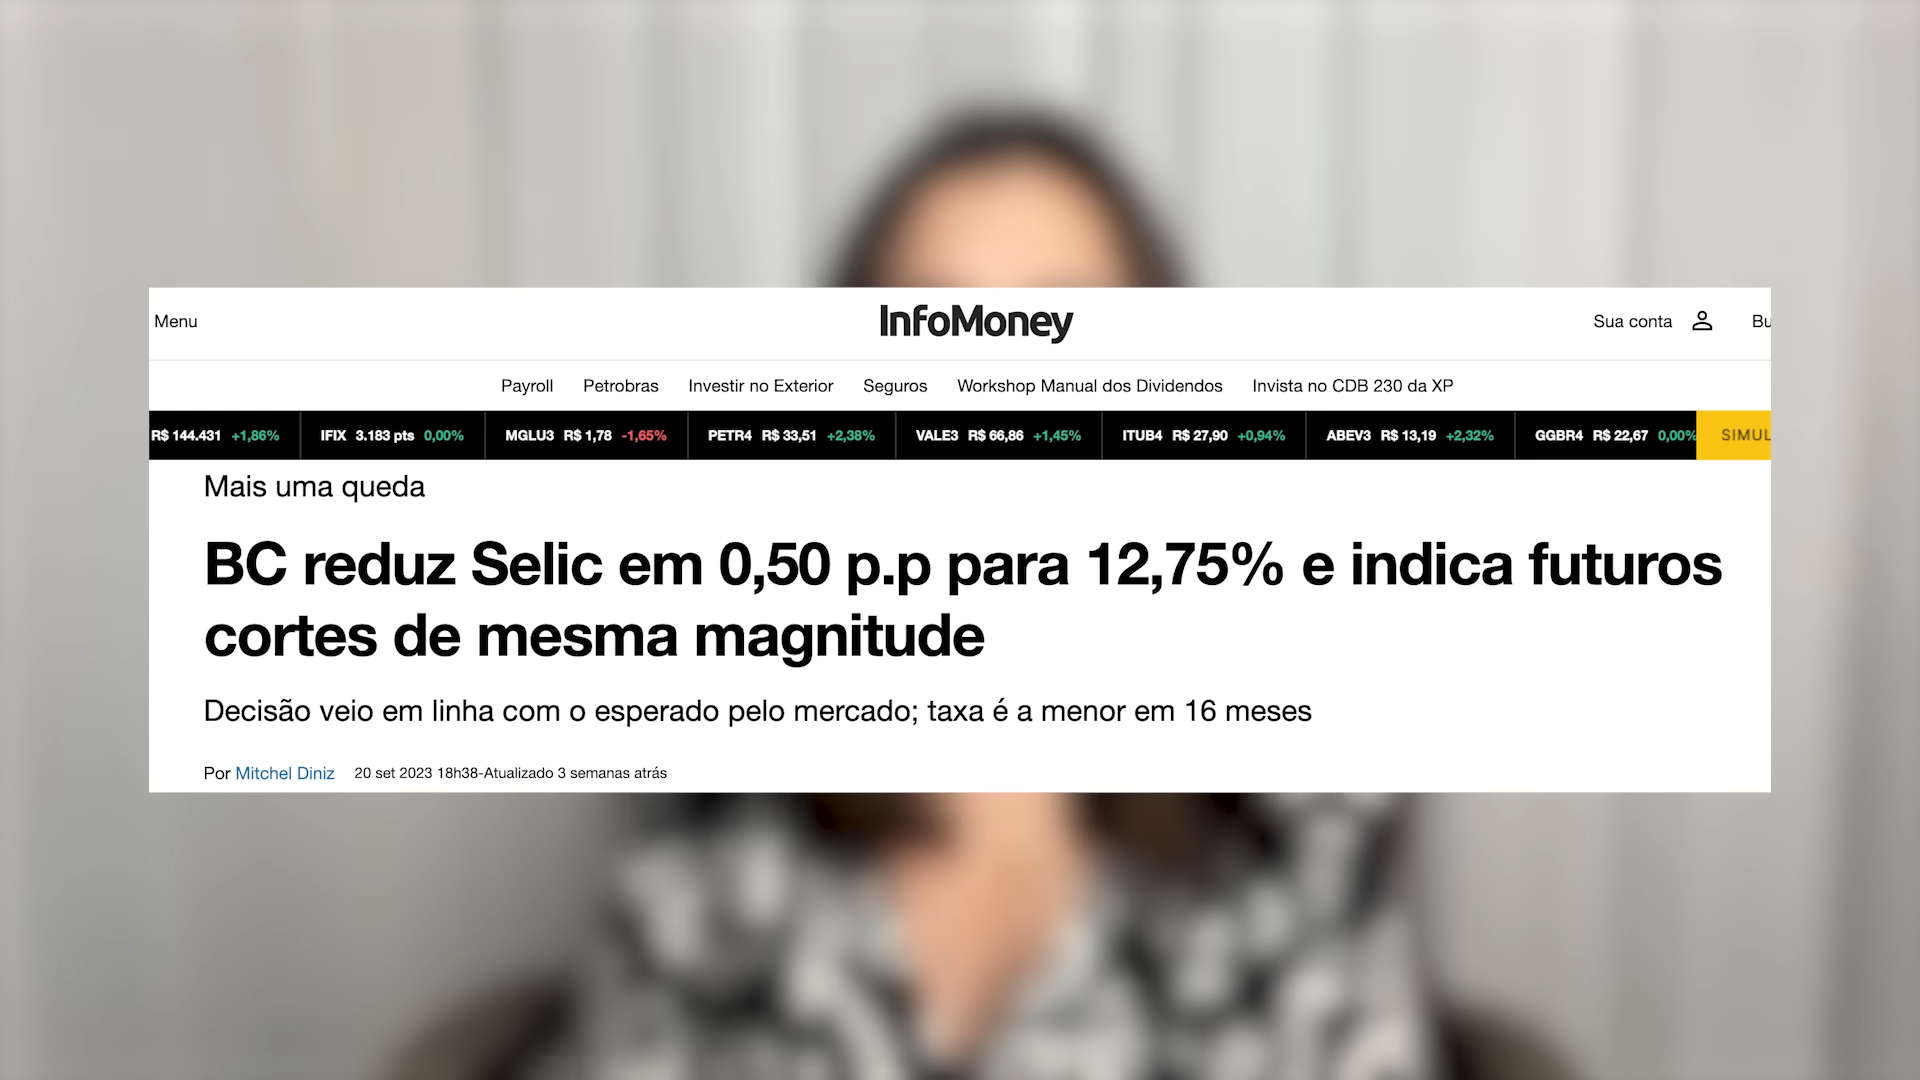 Menu
InfoMoney
Sua conta
Bu
Payroll Petrobras Investir no Exterior Seguros Workshop Manual dos Dividendos Invista no CDB 230 da XP
R$ 144.431 +1,86% IFIX 3.183 pts 0,00% MGLU3 R$ 1,78 -1,65% PETR4 R$ 33,51 +2,38% VALE3 R$ 66,86 +1,45% ITUB4 R$ 27,90 +0,94% ABEV3 R$ 13,19 +2,32% GGBR4 R$ 22,67 0,00% SIMUL
Mais uma queda
BC reduz Selic em 0,50 p.p para 12,75% e indica futuros
cortes de mesma magnitude
Decisão veio em linha com o esperado pelo mercado; taxa é a menor em 16 meses
Por Mitchel Diniz 20 set 2023 18h38-Atualizado 3 semanas atrás